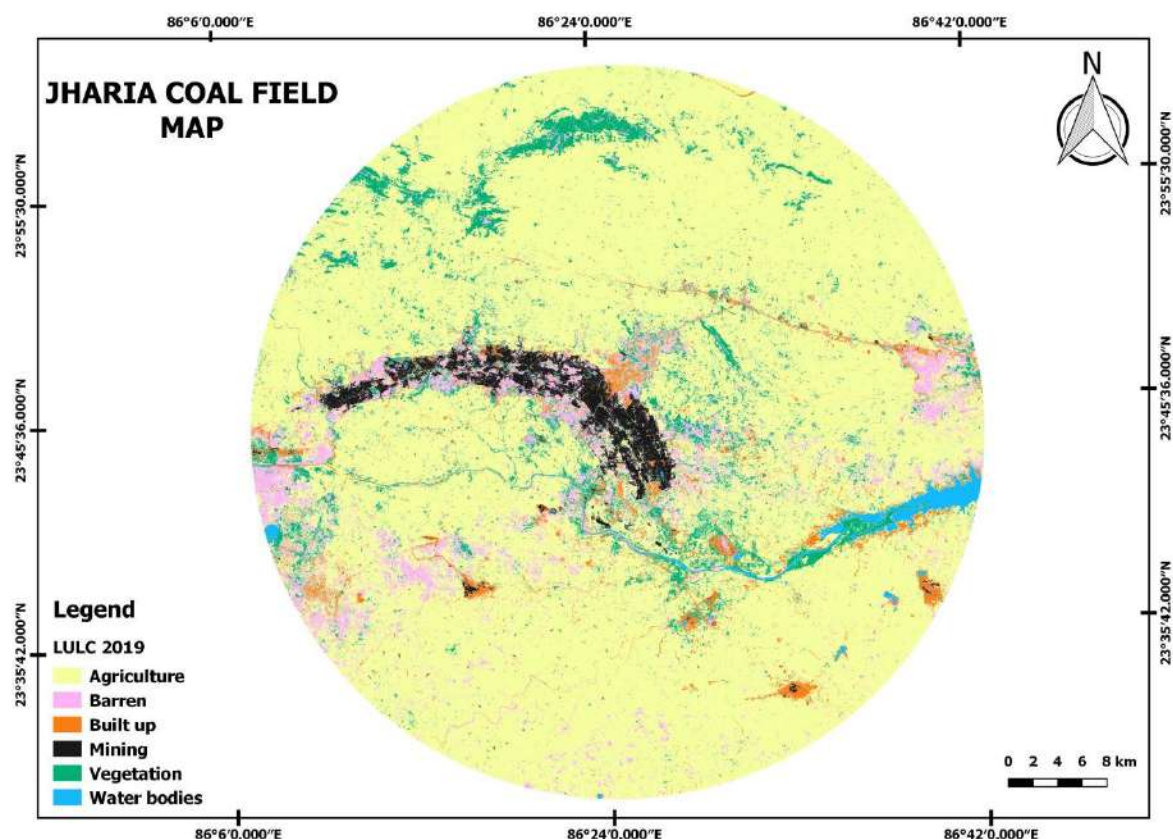 86°6′0.000″E 86°24′0.000″E 86°42′0.000″E
JHARIA COAL FIELD
MAP
N
23°55′30.000″N
23°55′30.000″N
23°45′36.000″N
23°45′36.000″N
23°35′42.000″N
23°35′42.000″N
Legend
LULC 2019
Agriculture
Barren
Built up
Mining
Vegetation
Water bodies
0 2 4 6 8 km
86°6′0.000″E 86°24′0.000″E 86°42′0.000″E